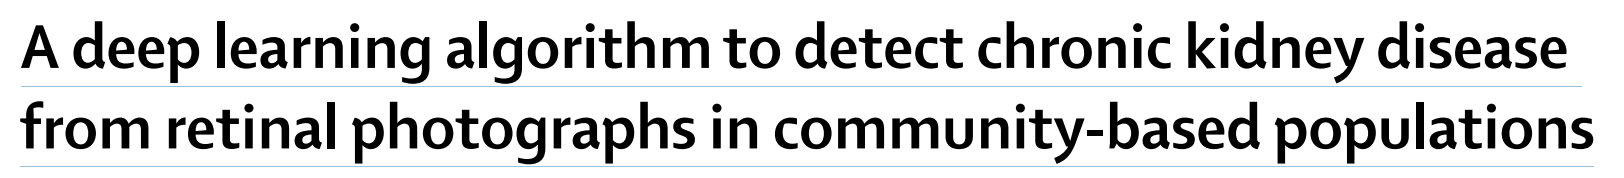 A deep learning algorithm to detect chronic kidney disease
from retinal photographs in community-based populations